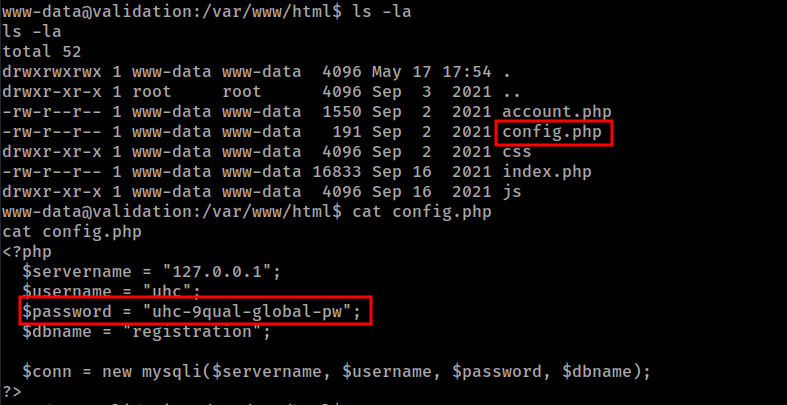 www-data@validation:/var/www/html$ ls -la
ls -la
total 52
drwxrwxrwx 1 www-data www-data  4096 May 17 17:54 .
drwxr-xr-x 1 root     root      4096 Sep  3  2021 ..
-rw-r--r-- 1 www-data www-data  1550 Sep  2  2021 account.php
-rw-r--r-- 1 www-data www-data   191 Sep  2  2021 config.php
drwxr-xr-x 1 www-data www-data  4096 Sep  2  2021 css
-rw-r--r-- 1 www-data www-data 16833 Sep 16  2021 index.php
drwxr-xr-x 1 www-data www-data  4096 Sep 16  2021 js
www-data@validation:/var/www/html$ cat config.php
cat config.php
<?php
  $servername = "127.0.0.1";
  $username = "uhc";
  $password = "uhc-9qual-global-pw";
  $dbname = "registration";
  $conn = new mysqli($servername, $username, $password, $dbname);
?>